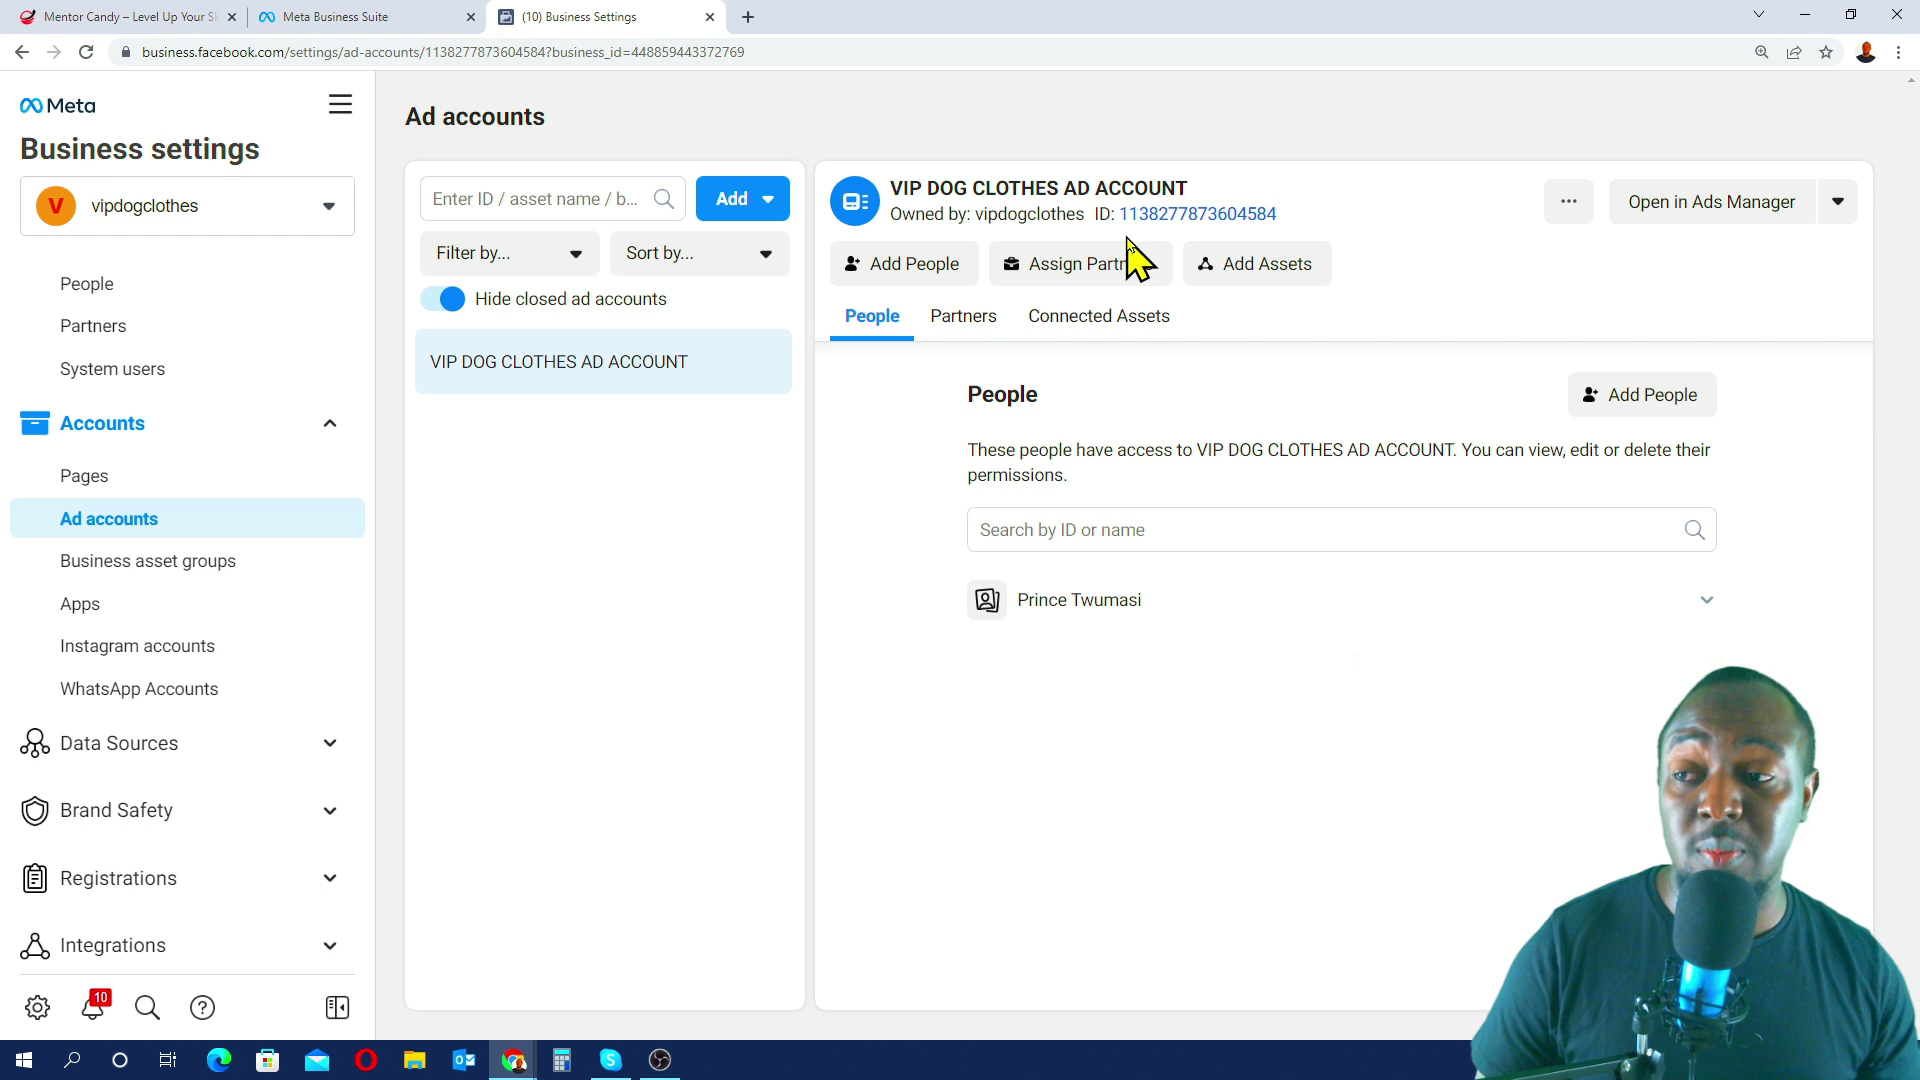 Mentor Candy – Level Up Your Sk
Meta Business Suite
(10) Business Settings
business.facebook.com/settings/ad-accounts/1138277873604584?business_id=448859443372769
Meta
Business settings
V
vipdogclothes
People
Partners
System users
Accounts
Pages
Ad accounts
Business asset groups
Apps
Instagram accounts
WhatsApp Accounts
Data Sources
Brand Safety
Registrations
Integrations
10
Ad accounts
Enter ID / asset name / b...
Add
Filter by...
Sort by...
Hide closed ad accounts
VIP DOG CLOTHES AD ACCOUNT
VIP DOG CLOTHES AD ACCOUNT
Owned by: vipdogclothes ID: 1138277873604584
Open in Ads Manager
Add People
Assign
Add Assets
People
Partners
Connected Assets
People
Add People
These people have access to VIP DOG CLOTHES AD ACCOUNT. You can view, edit or delete their
permissions.
Search by ID or name
Prince Twumasi